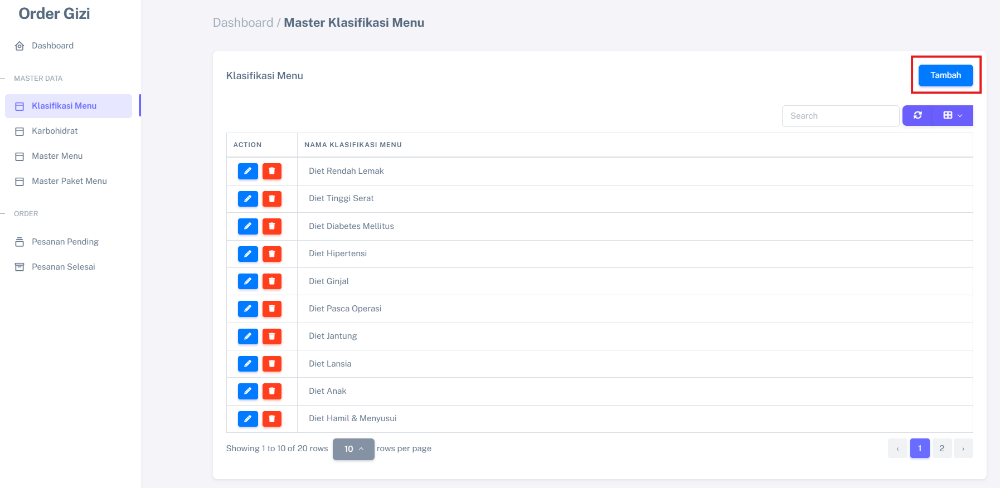 Order Gizi
Dashboard
MASTER DATA
Klasifikasi Menu
Karbohidrat
Master Menu
Master Paket Menu
ORDER
Pesanan Pending
Pesanan Selesai
Dashboard / Master Klasifikasi Menu
Klasifikasi Menu
Tambah
Search
ACTION NAMA KLASIFIKASI MENU
Diet Rendah Lemak
Diet Tinggi Serat
Diet Diabetes Mellitus
Diet Hipertensi
Diet Ginjal
Diet Pasca Operasi
Diet Jantung
Diet Lansia
Diet Anak
Diet Hamil & Menyusui
Showing 1 to 10 of 20 rows 10 rows per page
‹ 1 2 ›